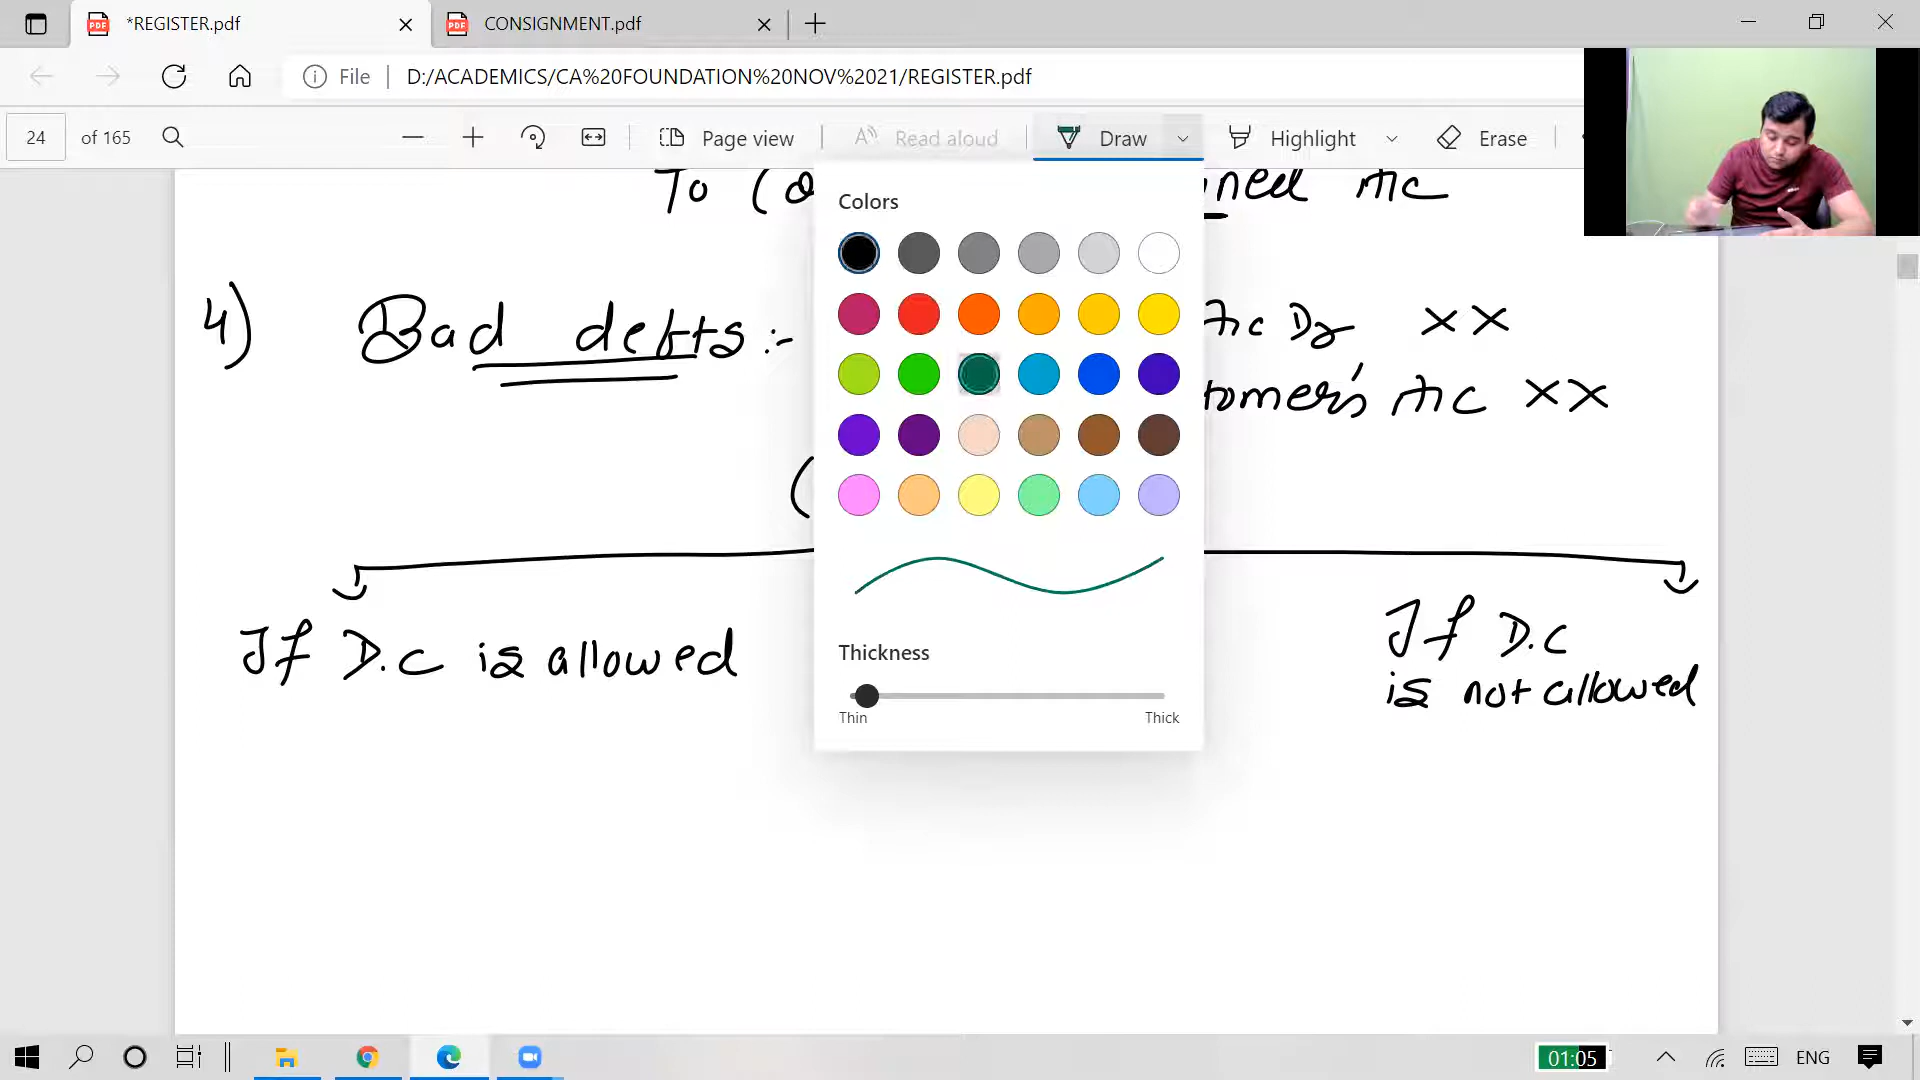 *REGISTER.pdf
CONSIGNMENT.pdf
File
D:/ACADEMICS/CA%20FOUNDATION%20NOV%2021/REGISTER.pdf
24 of 165
Page view
Read aloud
Draw
Highlight
Erase
To ned A/c
Colors
4) Bad debts :- A/c Dr XX
tomer's A/c XX
(
If D.C is allowed
If D.C
is not allowed
Thickness
Thin
Thick
01:05
ENG